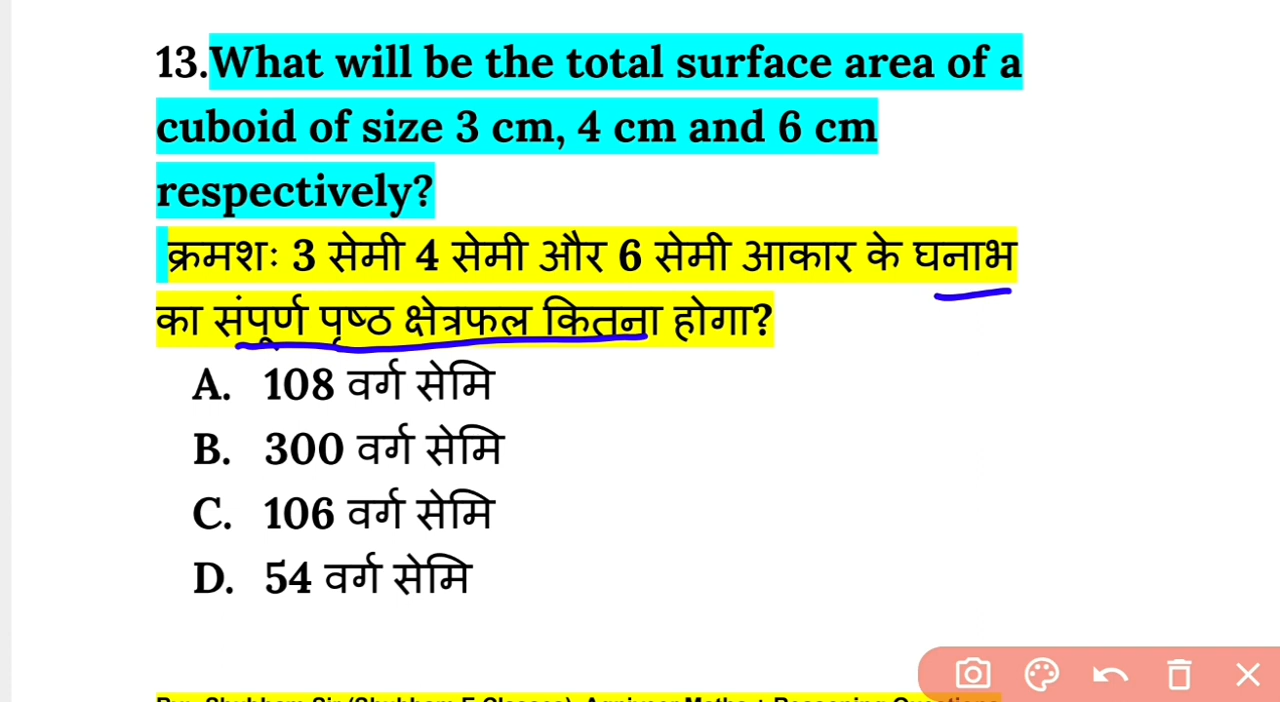 13.What will be the total surface area of a
cuboid of size 3 cm, 4 cm and 6 cm
respectively?
क्रमशः 3 सेमी 4 सेमी और 6 सेमी आकार के घनाभ
का संपूर्ण पृष्ठ क्षेत्रफल कितना होगा?
A. 108 वर्ग सेमि
B. 300 वर्ग सेमि
C. 106 वर्ग सेमि
D. 54 वर्ग सेमि